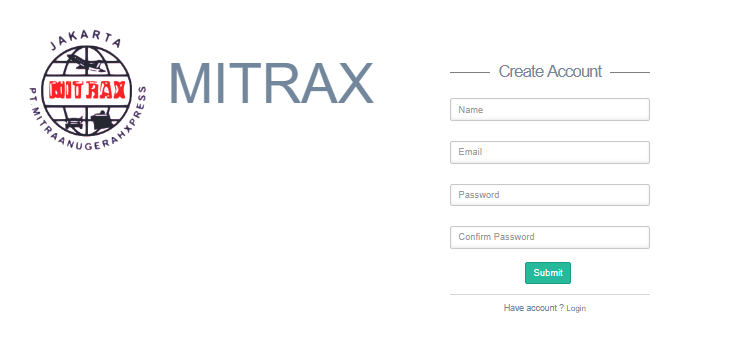 JAKARTA
MITRAX
PT. MITRAANUGERAHXPRESS
MITRAX
Create Account
Name
Email
Password
Confirm Password
Submit
Have account ? Login